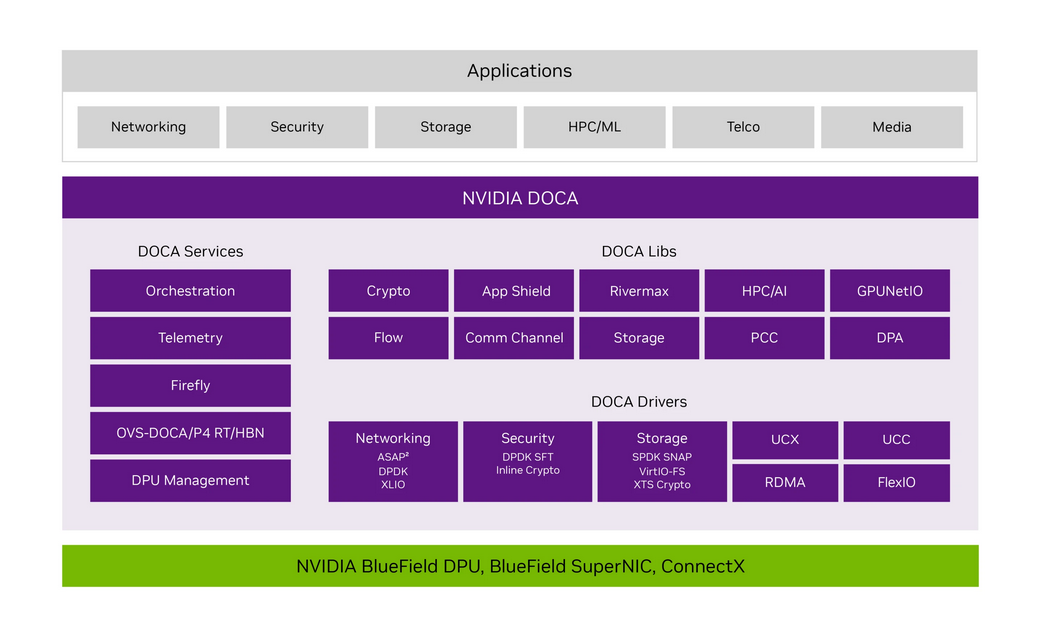 Applications
Networking
Security
Storage
HPC/ML
Telco
Media
NVIDIA DOCA
DOCA Services
Orchestration
Telemetry
Firefly
OVS-DOCA/P4 RT/HBN
DPU Management
DOCA Libs
Crypto
App Shield
Rivermax
HPC/AI
GPUNetIO
Flow
Comm Channel
Storage
PCC
DPA
DOCA Drivers
Networking
ASAP²
DPDK
XLIO
Security
DPDK SFT
Inline Crypto
Storage
SPDK SNAP
VirtIO-FS
XTS Crypto
UCX
UCC
RDMA
FlexIO
NVIDIA BlueField DPU, BlueField SuperNIC, ConnectX